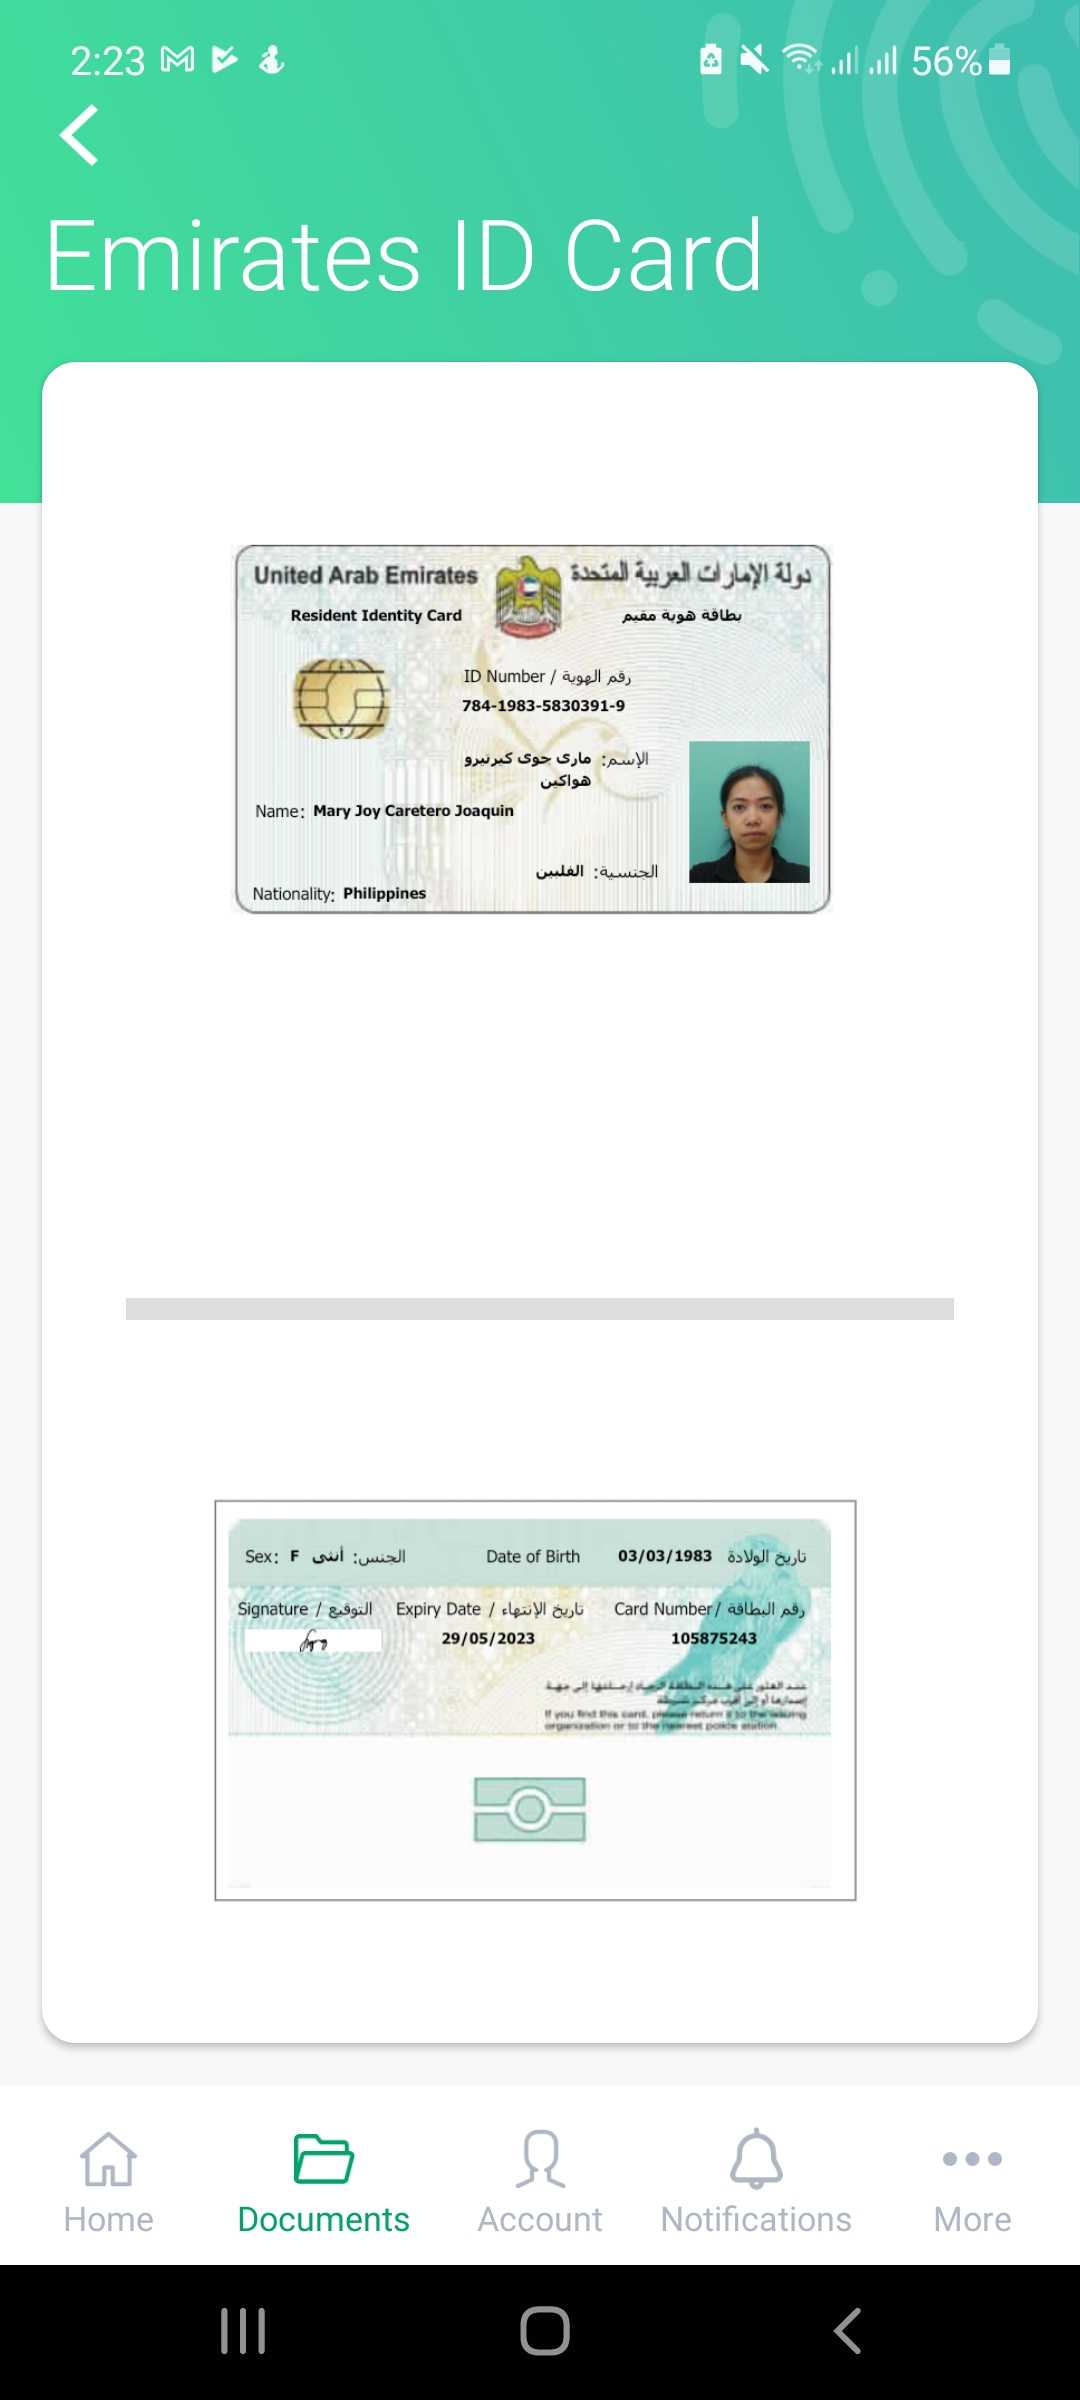 2:23
56%
Emirates ID Card
United Arab Emirates
دولة الإمارات العربية المتحدة
Resident Identity Card
بطاقة هوية مقيم
ID Number / رقم الهوية
784-1983-5830391-9
الإسم: مارى جوى كيرتيرو
هواكين
Name: Mary Joy Caretero Joaquin
الجنسية: الفلبين
Nationality: Philippines
Sex: F الجنس: أنثى
Date of Birth 03/03/1983 تاريخ الولادة
Signature / التوقيع
Expiry Date / تاريخ الإنتهاء
Card Number / رقم البطاقة
29/05/2023
105875243
If you find this card, please return it to the issuing
organization or to the nearest police station
Home
Documents
Account
Notifications
More